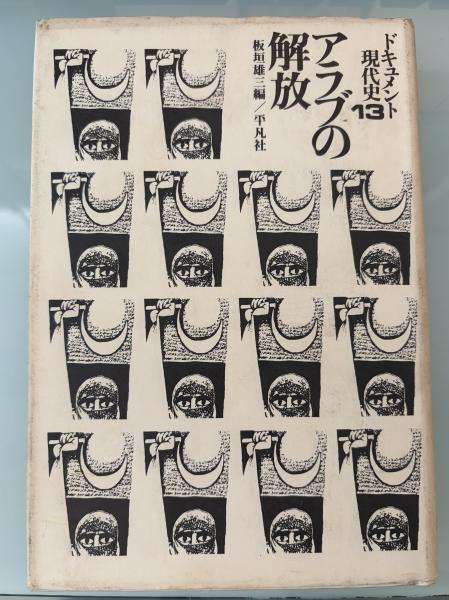 ドキュメント
現代史13
アラブの
解放
板垣雄三編/平凡社